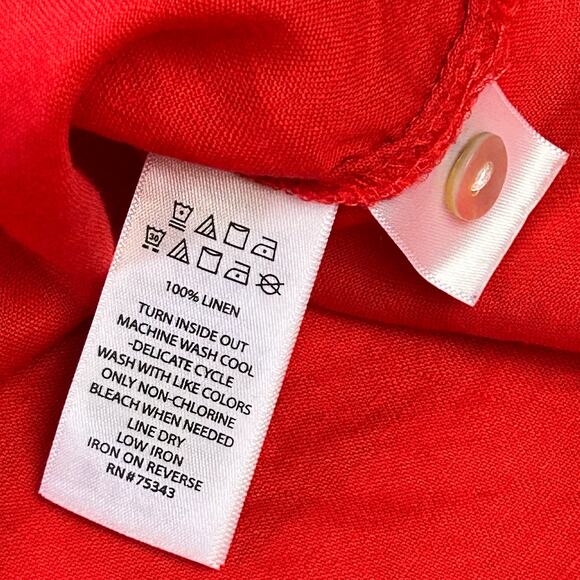 30
100% LINEN
TURN INSIDE OUT
MACHINE WASH COOL
-DELICATE CYCLE
WASH WITH LIKE COLORS
ONLY NON-CHLORINE
BLEACH WHEN NEEDED
LINE DRY
LOW IRON
IRON ON REVERSE
RN # 75343